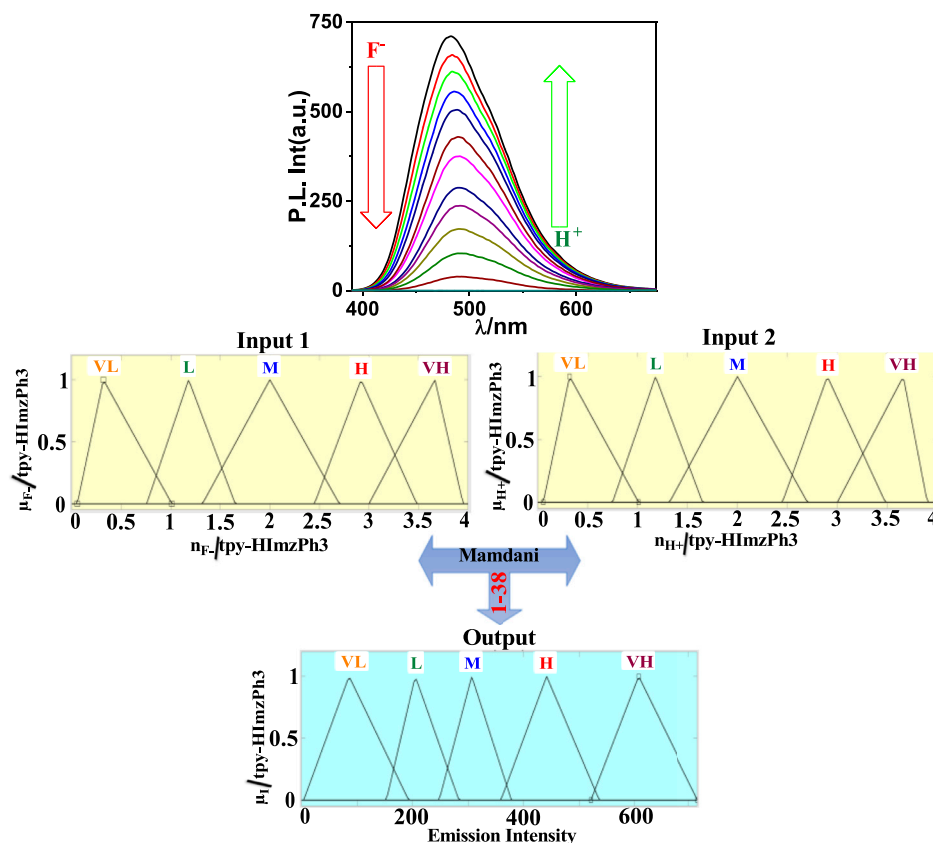 750
500
250
0
P.L. Int(a.u.)
F-
H+
400 500 600
λ/nm
Input 1
VL L M H VH
1
0.5
0
μF-/tpy-HImzPh3
0 0.5 1 1.5 2 2.5 3 3.5 4
nF-/tpy-HImzPh3
Input 2
VL L M H VH
1
0.5
0
μH+/tpy-HImzPh3
0 0.5 1 1.5 2 2.5 3 3.5 4
nH+/tpy-HImzPh3
Mamdani
1-38
Output
VL L M H VH
1
0.5
0
μI/tpy-HImzPh3
0 200 400 600
Emission Intensity